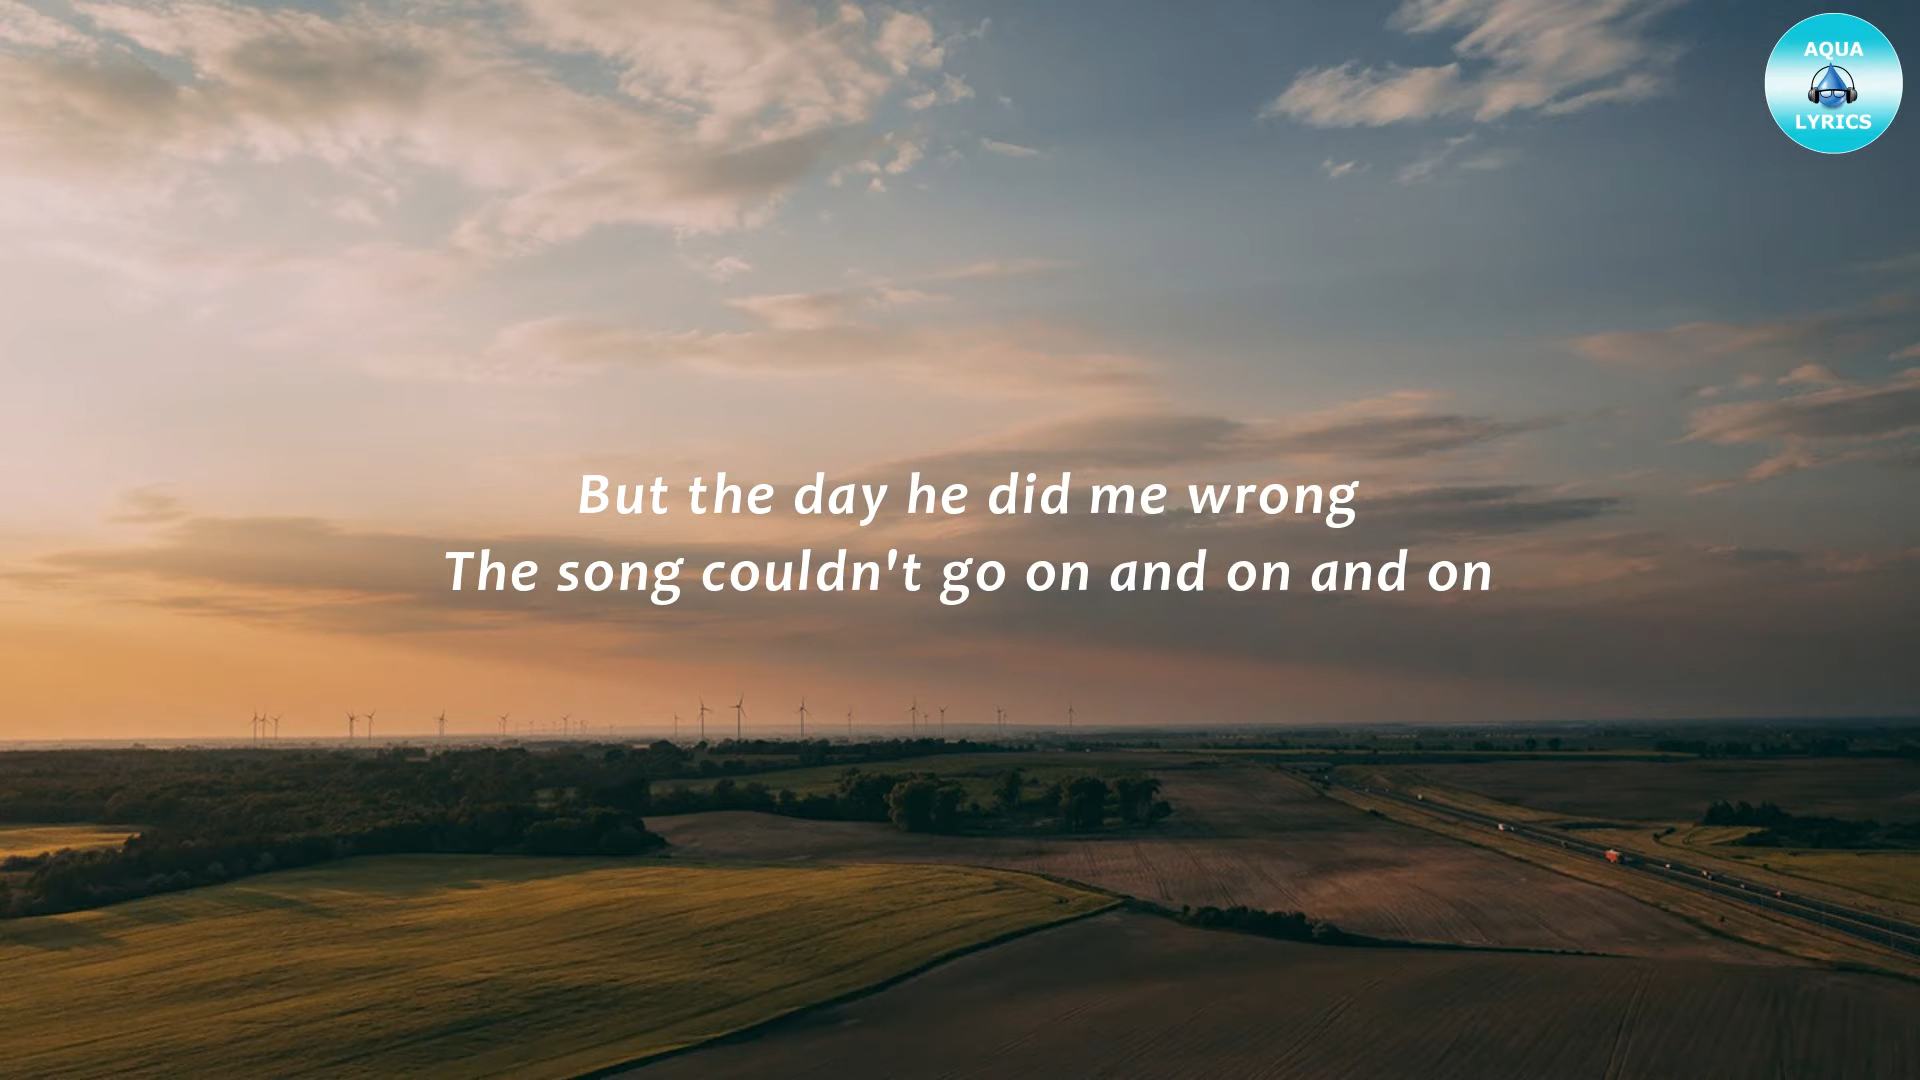 AQUA
LYRICS
But the day he did me wrong
The song couldn't go on and on and on